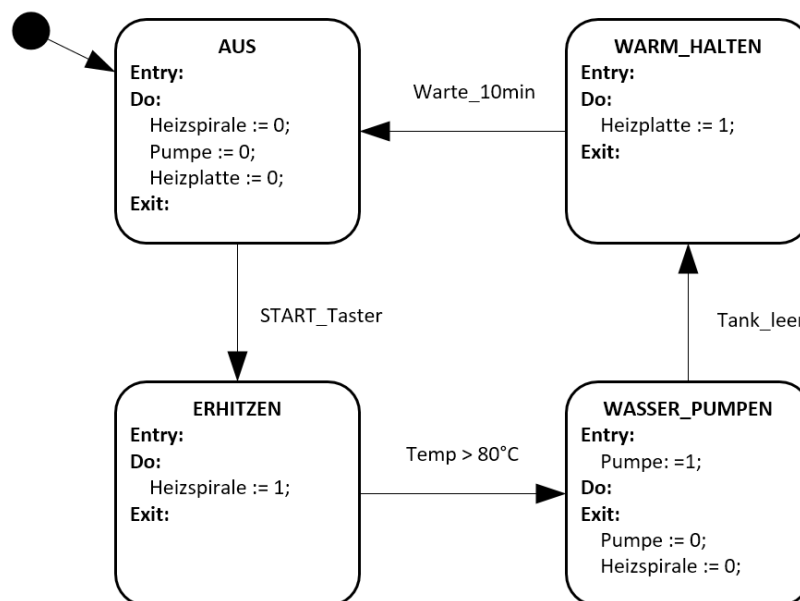 AUS
Entry:
Do:
Heizspirale := 0;
Pumpe := 0;
Heizplatte := 0;
Exit:
Warte_10min
WARM_HALTEN
Entry:
Do:
Heizplatte := 1;
Exit:
START_Taster
Tank_leer
ERHITZEN
Entry:
Do:
Heizspirale := 1;
Exit:
Temp > 80°C
WASSER_PUMPEN
Entry:
Pumpe: =1;
Do:
Exit:
Pumpe := 0;
Heizspirale := 0;